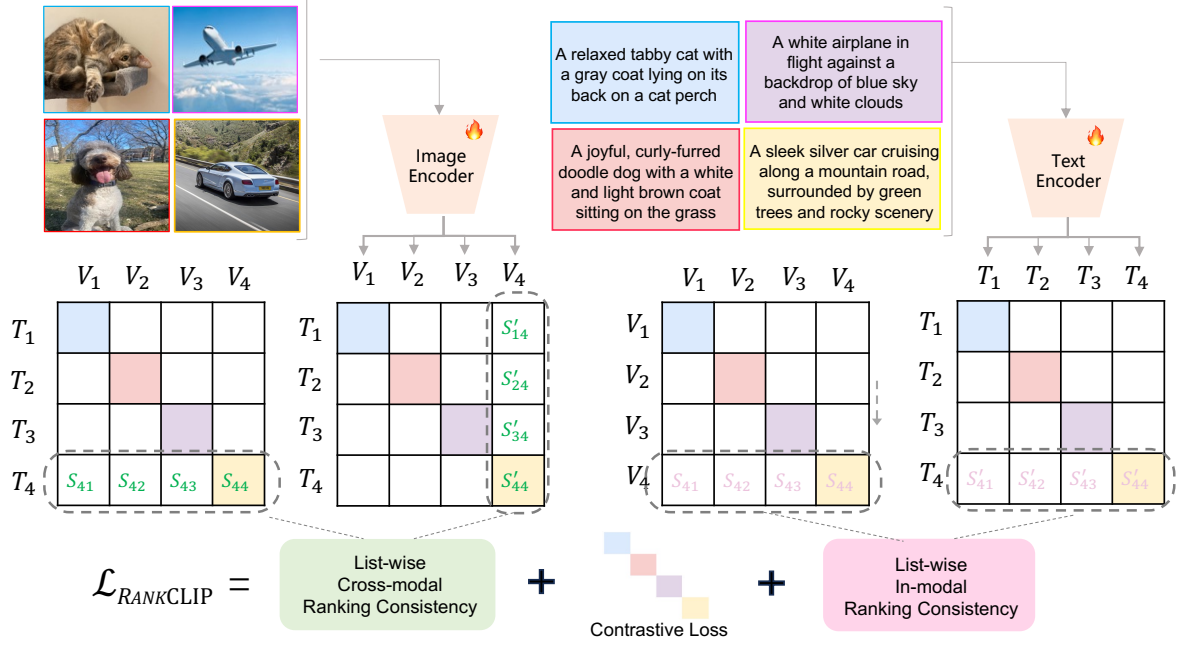 A relaxed tabby cat with
a gray coat lying on its
back on a cat perch
A white airplane in
flight against a
backdrop of blue sky
and white clouds
A joyful, curly-furred
doodle dog with a white
and light brown coat
sitting on the grass
A sleek silver car cruising
along a mountain road,
surrounded by green
trees and rocky scenery
Image
Encoder
Text
Encoder
V₁ V₂ V₃ V₄
T₁
T₂
T₃
T₄ S₄₁ S₄₂ S₄₃ S₄₄
V₁ V₂ V₃ V₄
T₁ S′₁₄
T₂ S′₂₄
T₃ S′₃₄
T₄ S′₄₄
V₁ V₂ V₃ V₄
V₁
V₂
V₃
V₄ S₄₁ S₄₂ S₄₃ S₄₄
T₁ T₂ T₃ T₄
T₁
T₂
T₃
T₄ S′₄₁ S′₄₂ S′₄₃ S′₄₄
ℒ_RANKCLIP =
List-wise
Cross-modal
Ranking Consistency
+
Contrastive Loss
+
List-wise
In-modal
Ranking Consistency